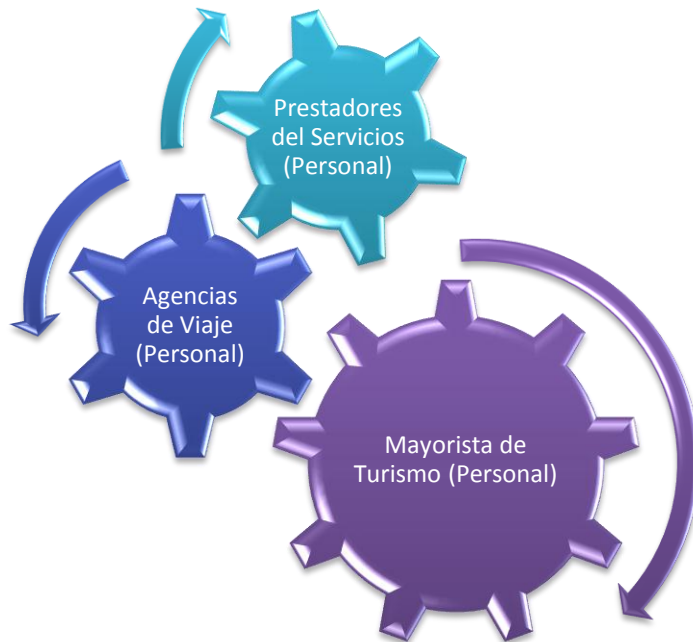 Prestadores
del Servicios
(Personal)
Agencias
de Viaje
(Personal)
Mayorista de
Turismo (Personal)